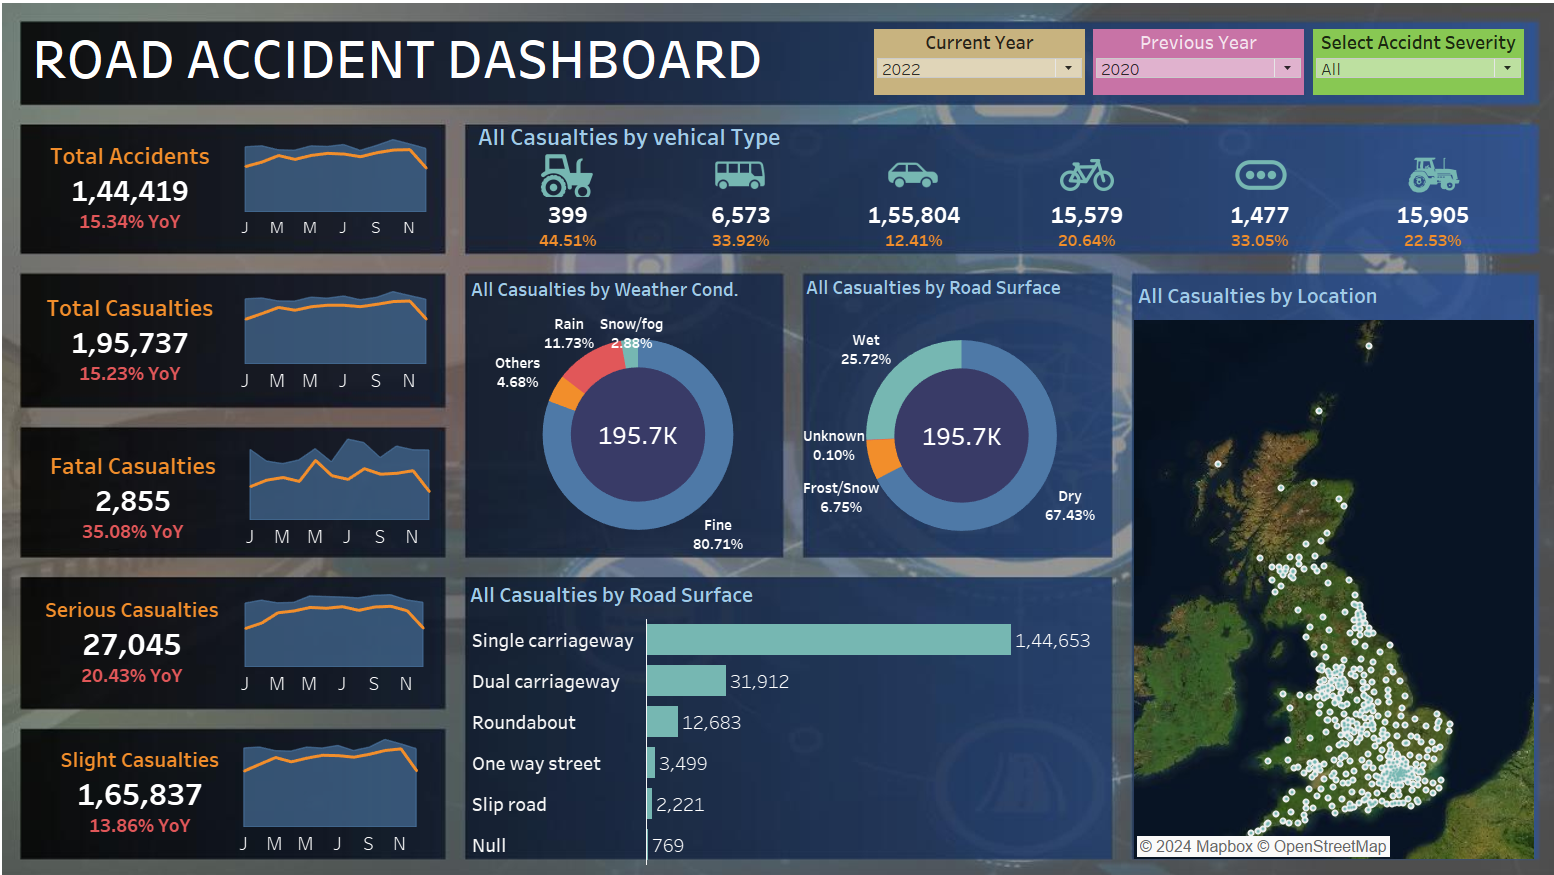 ROAD ACCIDENT DASHBOARD
Current Year
2022
Previous Year
2020
Select Accidnt Severity
All
Total Accidents
1,44,419
15.34% YoY
J M M J S N
All Casualties by vehical Type
399 6,573 1,55,804 15,579 1,477 15,905
44.51% 33.92% 12.41% 20.64% 33.05% 22.53%
Total Casualties
1,95,737
15.23% YoY
J M M J S N
Fatal Casualties
2,855
35.08% YoY
J M M J S N
Serious Casualties
27,045
20.43% YoY
J M M J S N
Slight Casualties
1,65,837
13.86% YoY
J M M J S N
All Casualties by Weather Cond.
Rain
11.73%
Snow/fog
2.88%
Others
4.68%
195.7K
Fine
80.71%
All Casualties by Road Surface
Wet
25.72%
Unknown
0.10%
Frost/Snow
6.75%
195.7K
Dry
67.43%
All Casualties by Road Surface
Single carriageway 1,44,653
Dual carriageway 31,912
Roundabout 12,683
One way street 3,499
Slip road 2,221
Null 769
All Casualties by Location
© 2024 Mapbox © OpenStreetMap